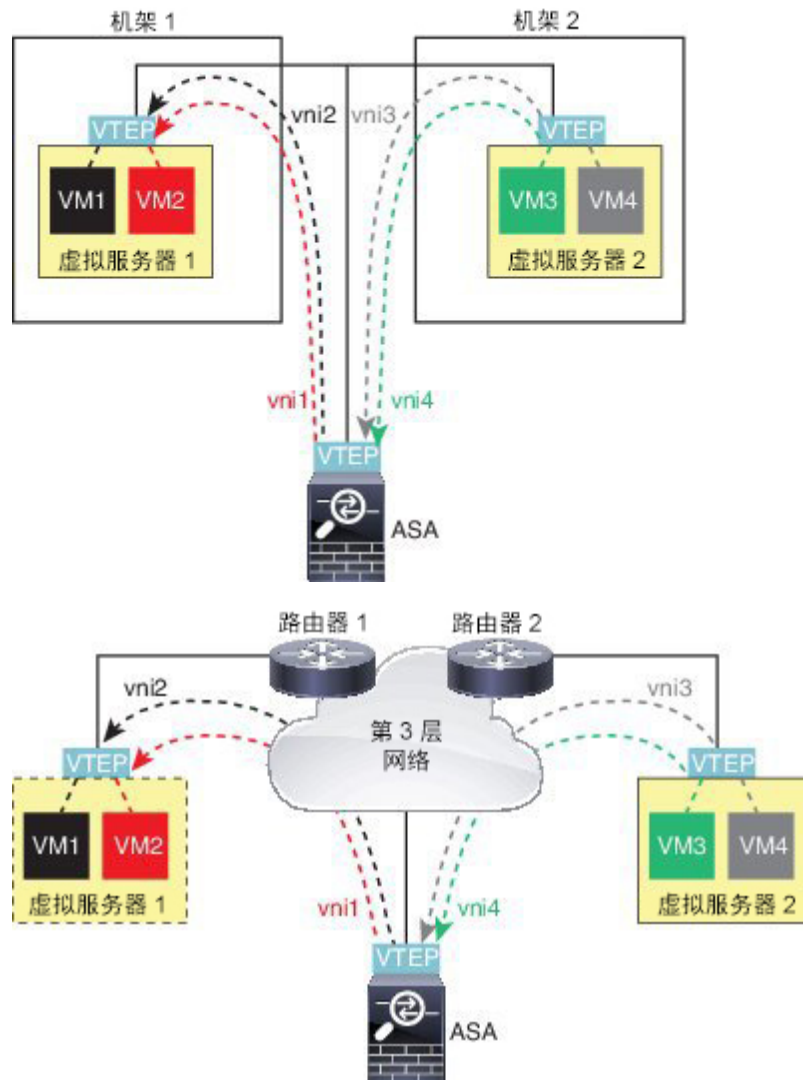 机架 1
机架 2
vni2
vni3
VTEP
VTEP
VM1
VM2
VM3
VM4
虚拟服务器 1
虚拟服务器 2
vni1
vni4
VTEP
ASA
路由器 1
路由器 2
vni2
vni3
第 3 层
网络
VTEP
VTEP
VM1
VM2
VM3
VM4
虚拟服务器 1
虚拟服务器 2
vni1
vni4
VTEP
ASA